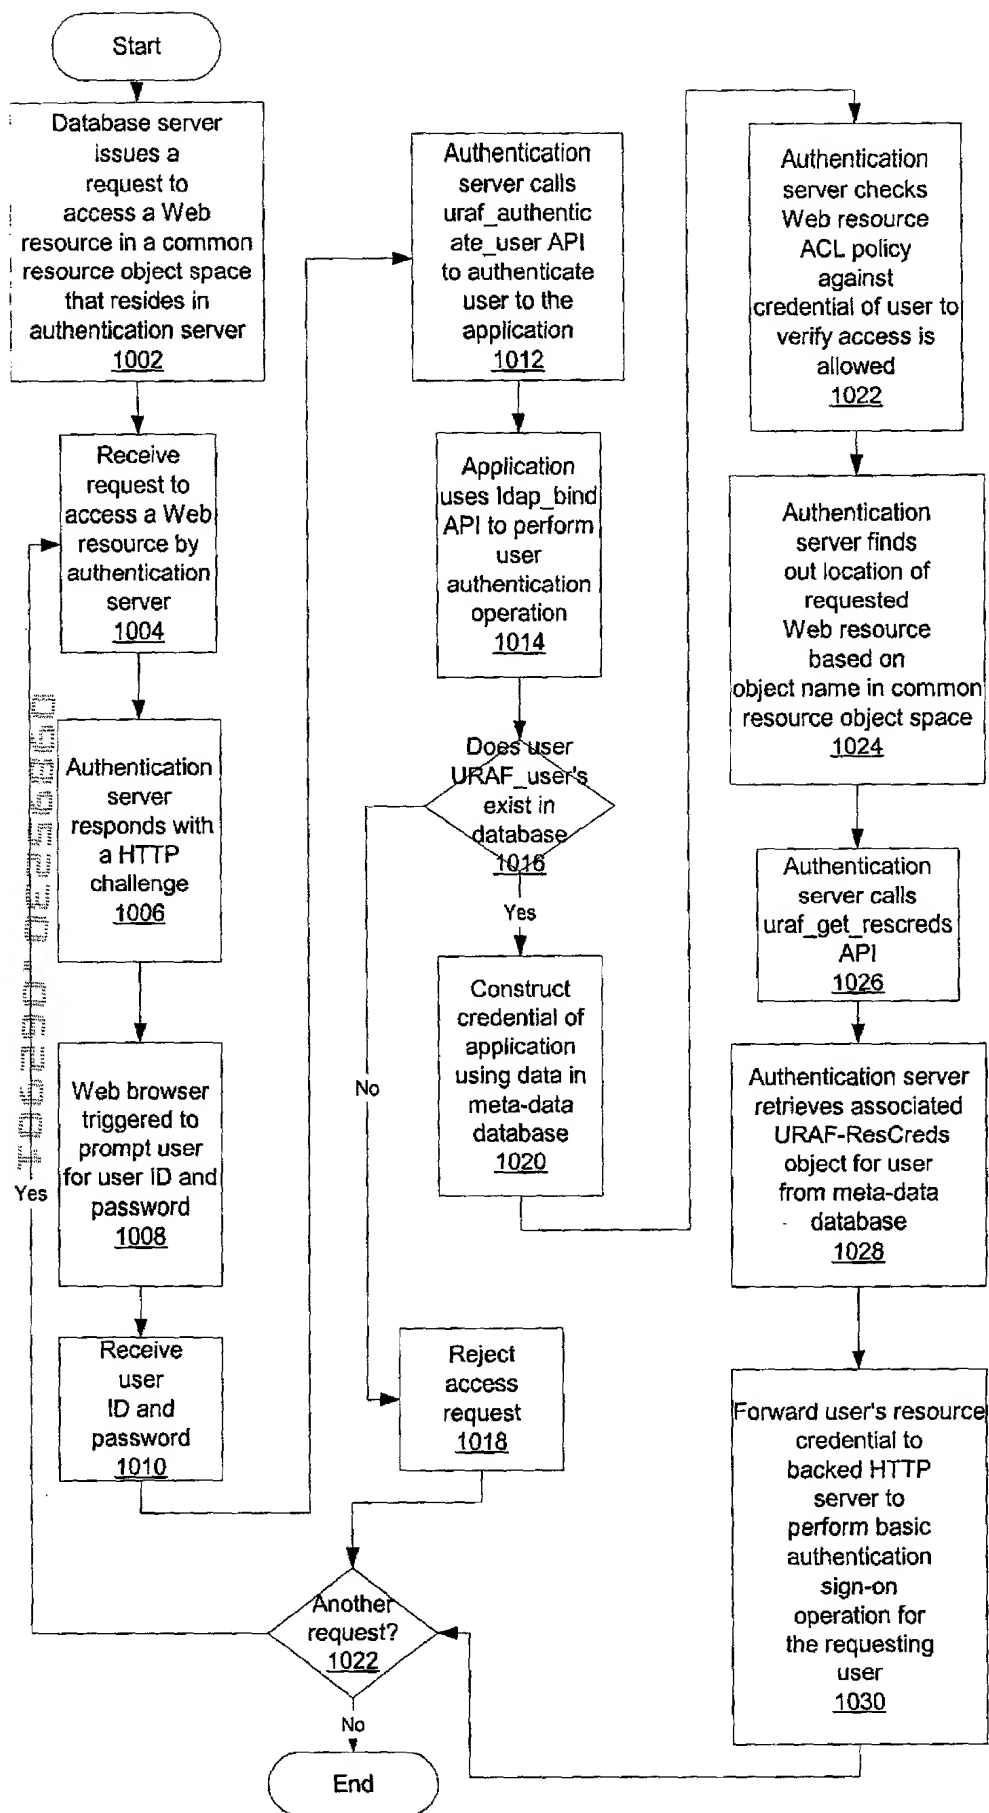 Start
Database server
issues a
request to
access a Web
resource in a common
resource object space
that resides in
authentication server
1002
Receive
request to
access a Web
resource by
authentication
server
1004
Authentication
server
responds with
a HTTP
challenge
1006
Web browser
triggered to
prompt user
for user ID and
password
1008
Yes
Receive
user
ID and
password
1010
Authentication
server calls
uraf_authentic
ate_user API
to authenticate
user to the
application
1012
Application
uses ldap_bind
API to perform
user
authentication
operation
1014
Does user
URAF_user's
exist in
database
1016
Yes
No
Construct
credential of
application
using data in
meta-data
database
1020
Reject
access
request
1018
Another
request?
1022
No
End
Authentication
server checks
Web resource
ACL policy
against
credential of user to
verify access is
allowed
1022
Authentication
server finds
out location of
requested
Web resource
based on
object name in common
resource object space
1024
Authentication
server calls
uraf_get_rescreds
API
1026
Authentication server
retrieves associated
URAF-ResCreds
object for user
from meta-data
database
1028
Forward user's resource
credential to
backed HTTP
server to
perform basic
authentication
sign-on
operation for
the requesting
user
1030